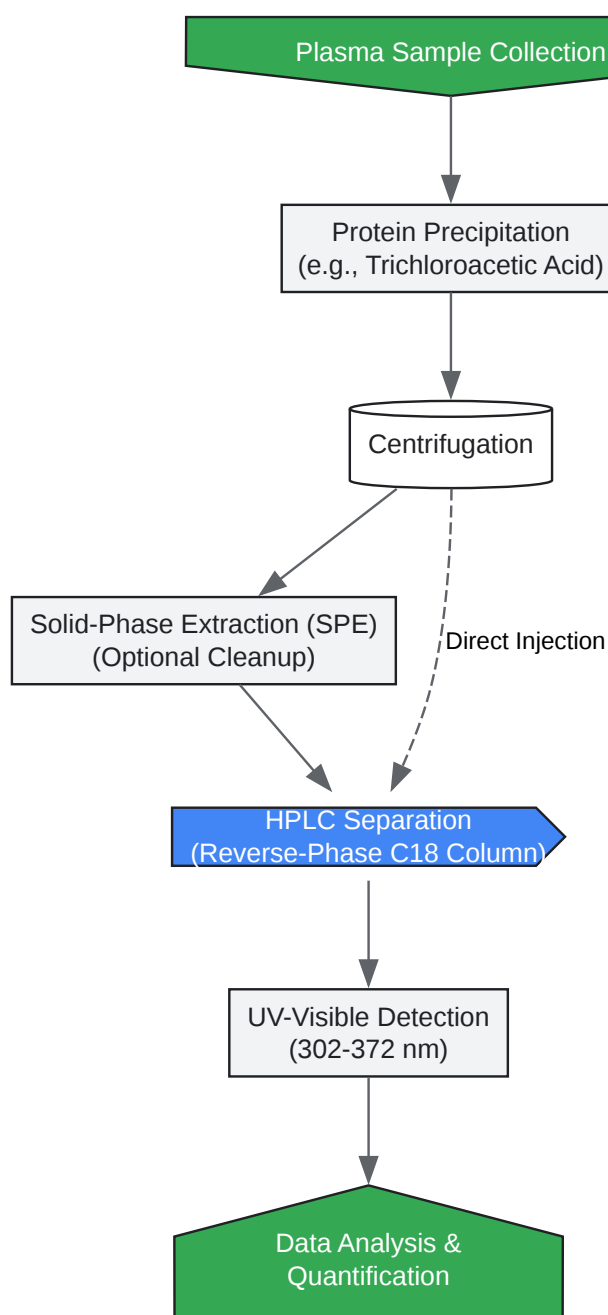 Plasma Sample Collection
Protein Precipitation
(e.g., Trichloroacetic Acid)
Centrifugation
Solid-Phase Extraction (SPE)
(Optional Cleanup)
Direct Injection
HPLC Separation
(Reverse-Phase C18 Column)
UV-Visible Detection
(302-372 nm)
Data Analysis &
Quantification